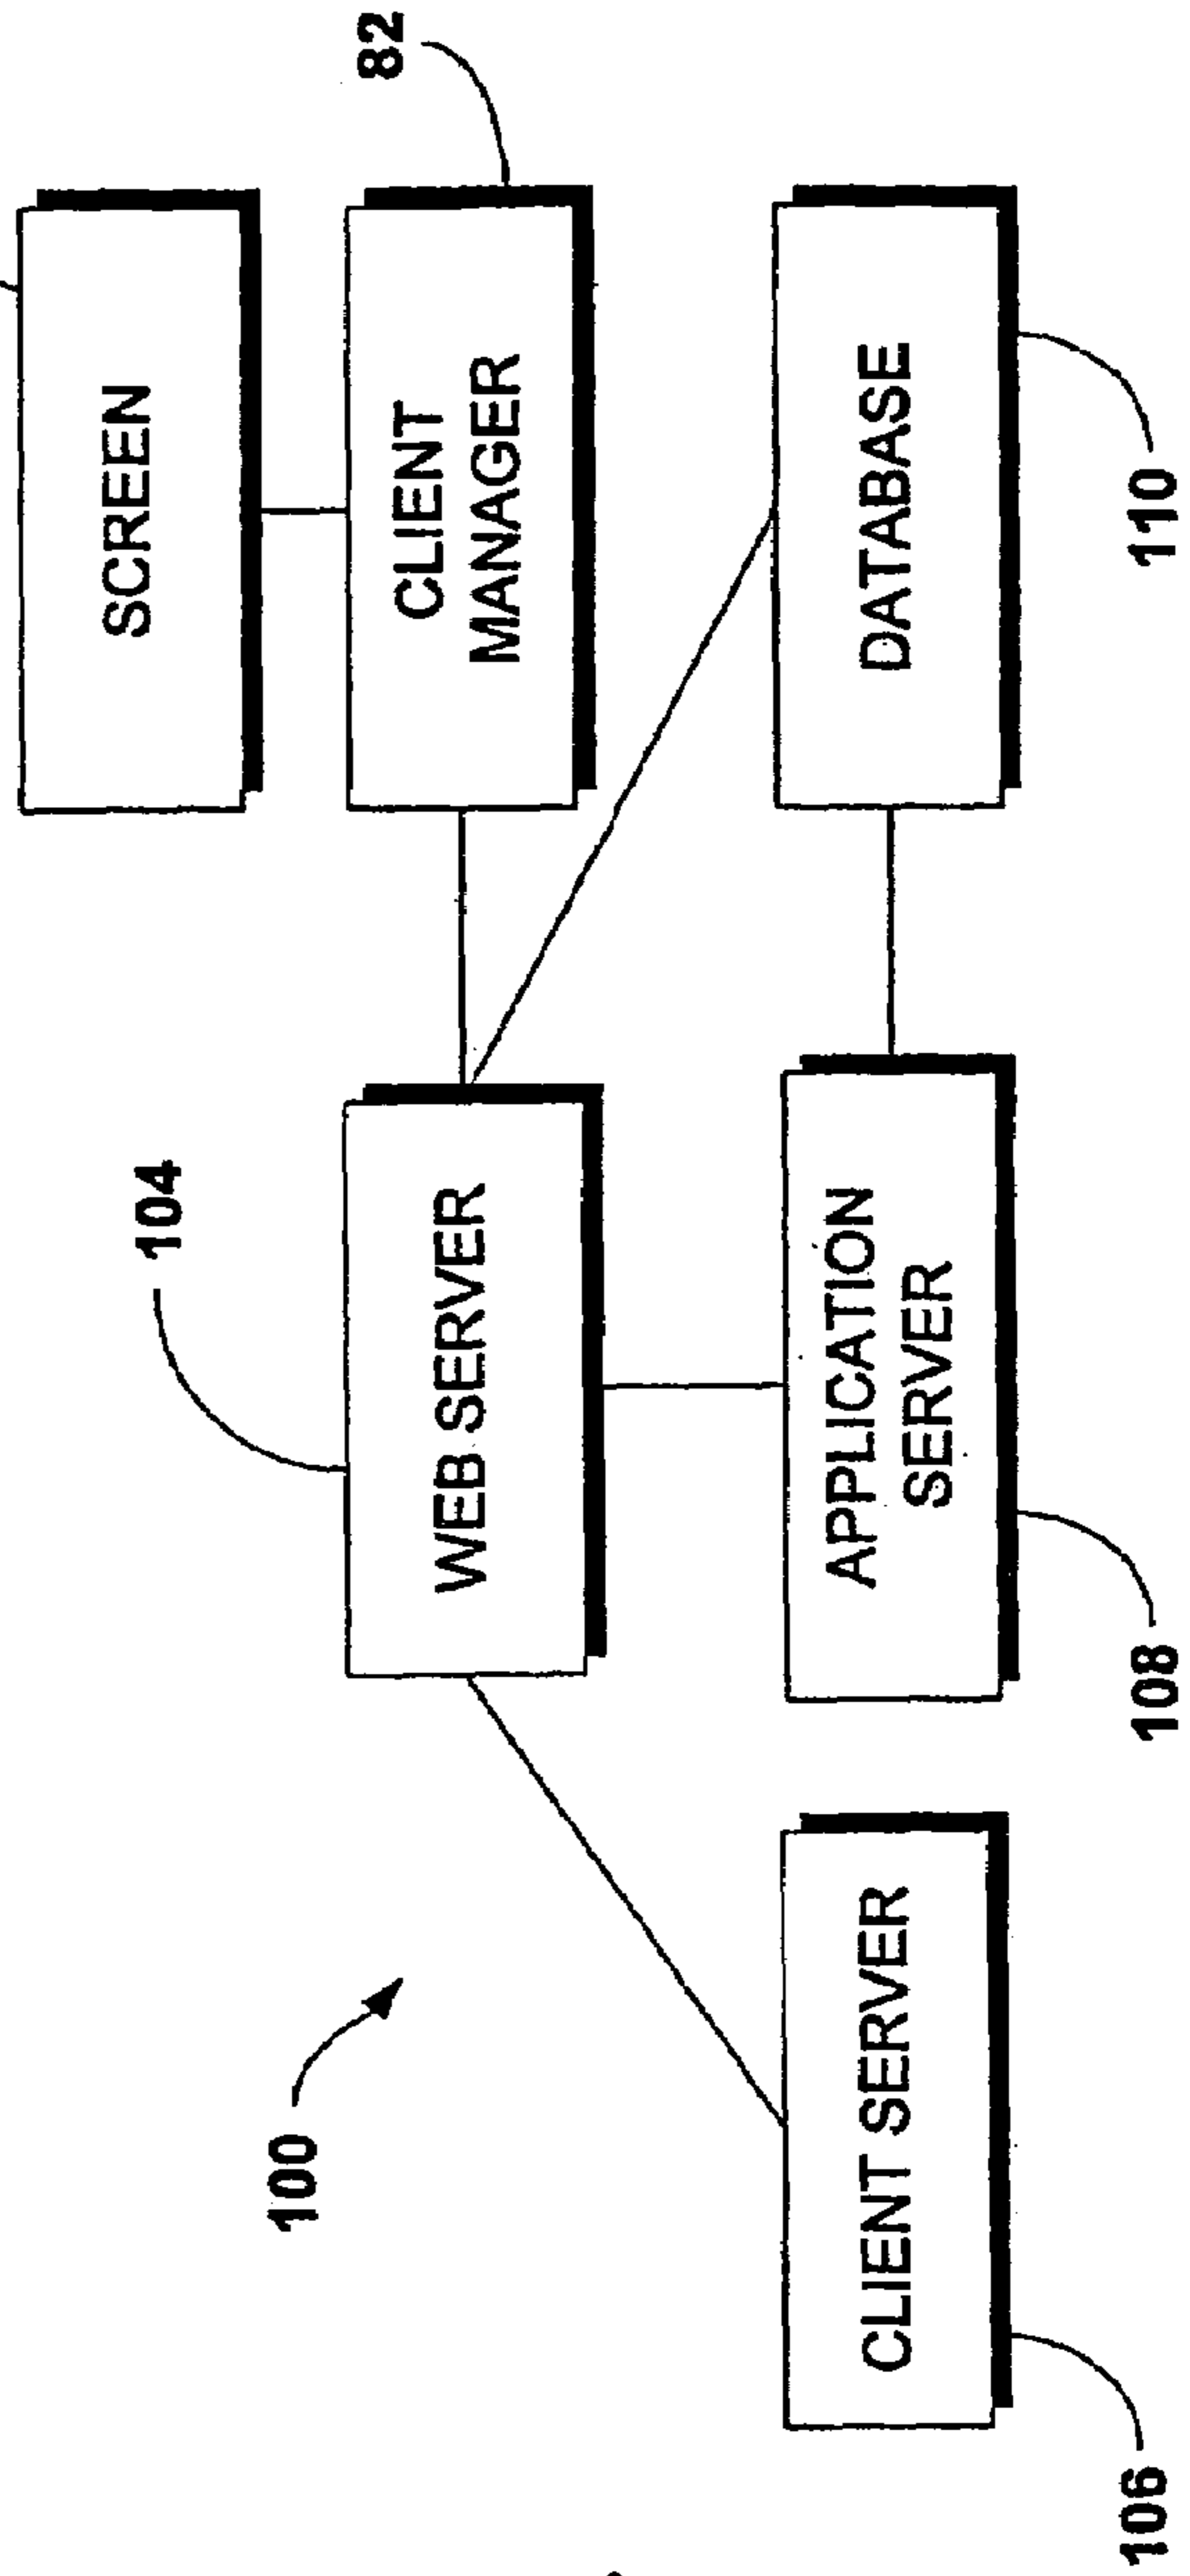 SCREEN
82
CLIENT
MANAGER
104
WEB SERVER
100
DATABASE
110
APPLICATION
SERVER
108
CLIENT SERVER
106